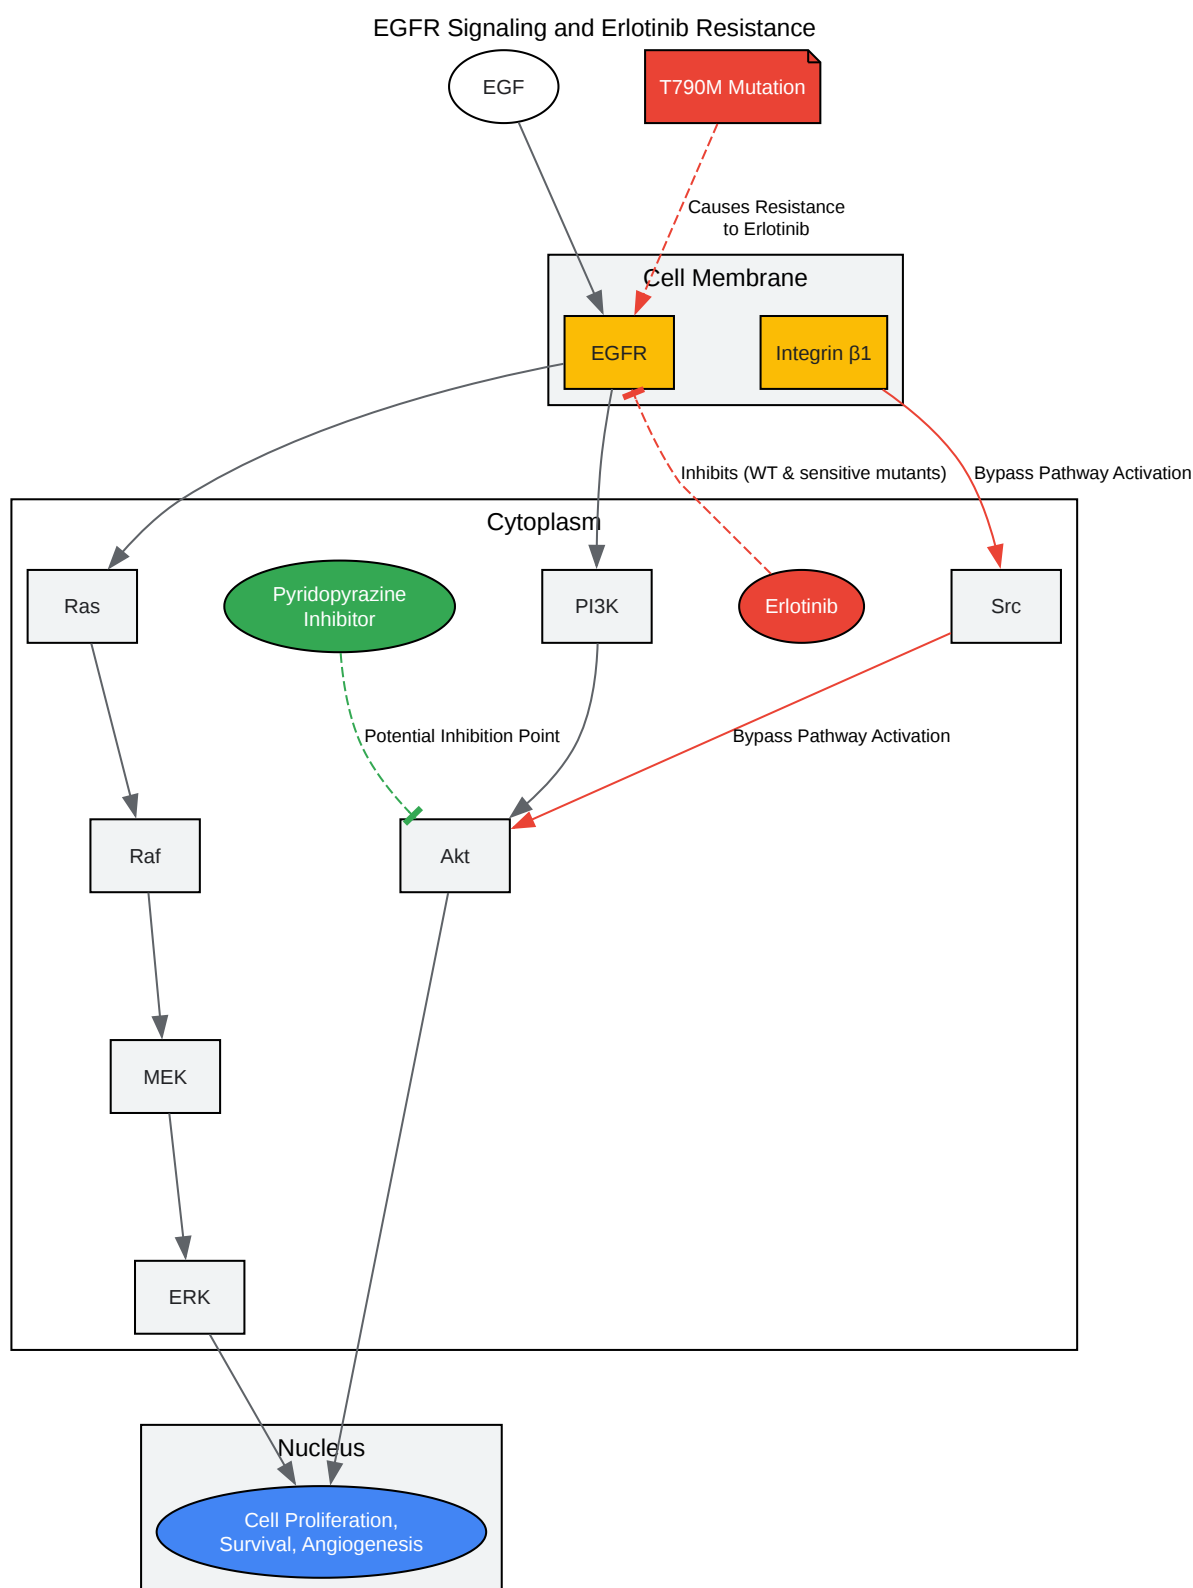 EGFR Signaling and Erlotinib Resistance
EGF
T790M Mutation
Causes Resistance
to Erlotinib
Cell Membrane
EGFR
Integrin β1
Inhibits (WT & sensitive mutants)
Bypass Pathway Activation
Cytoplasm
Ras
Pyridopyrazine
Inhibitor
PI3K
Erlotinib
Src
Potential Inhibition Point
Bypass Pathway Activation
Raf
Akt
MEK
ERK
Nucleus
Cell Proliferation,
Survival, Angiogenesis